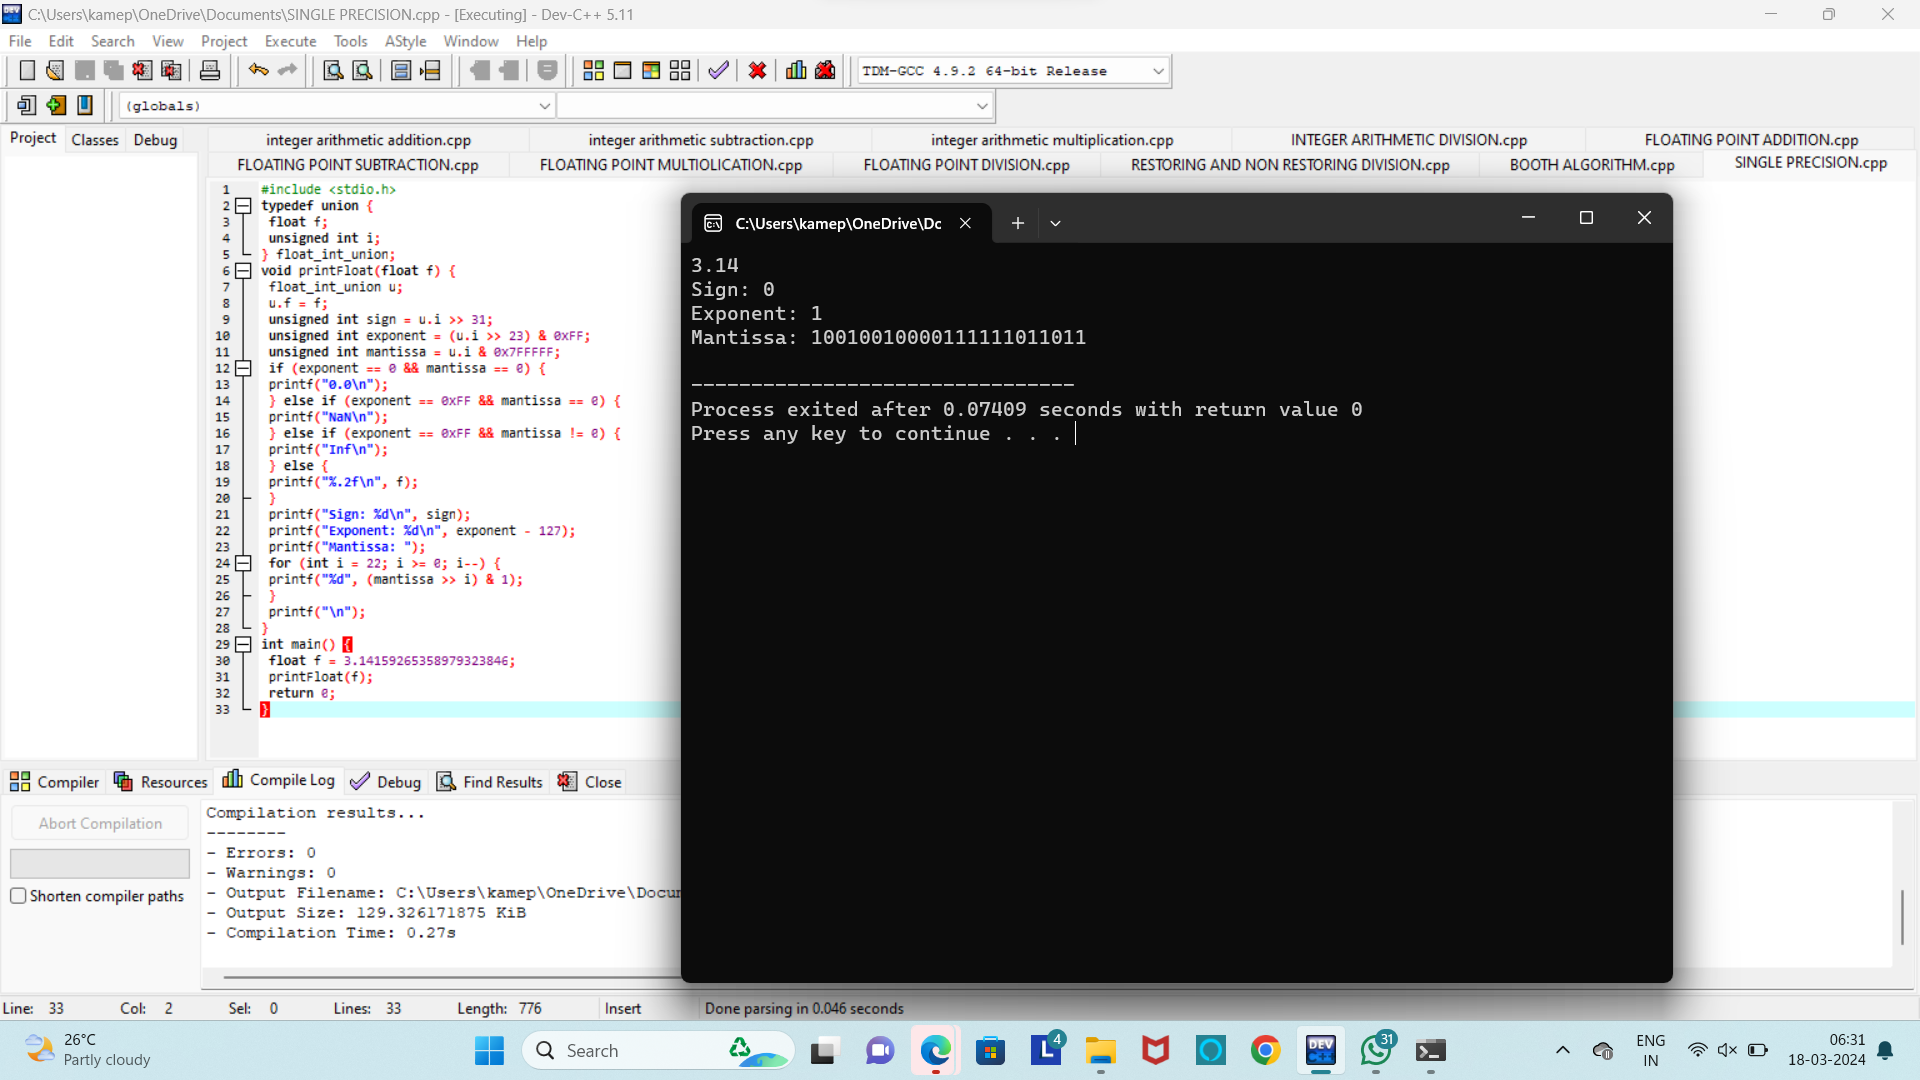 C:\Users\kamep\OneDrive\Documents\SINGLE PRECISION.cpp - [Executing] - Dev-C++ 5.11
File Edit Search View Project Execute Tools AStyle Window Help
TDM-GCC 4.9.2 64-bit Release
(globals)
Project Classes Debug
integer arithmetic addition.cpp integer arithmetic subtraction.cpp integer arithmetic multiplication.cpp INTEGER ARITHMETIC DIVISION.cpp FLOATING POINT ADDITION.cpp
FLOATING POINT SUBTRACTION.cpp FLOATING POINT MULTIOLICATION.cpp FLOATING POINT DIVISION.cpp RESTORING AND NON RESTORING DIVISION.cpp BOOTH ALGORITHM.cpp SINGLE PRECISION.cpp
1 #include <stdio.h>
2 typedef union {
3 float f;
4 unsigned int i;
5 } float_int_union;
6 void printFloat(float f) {
7 float_int_union u;
8 u.f = f;
9 unsigned int sign = u.i >> 31;
10 unsigned int exponent = (u.i >> 23) & 0xFF;
11 unsigned int mantissa = u.i & 0x7FFFFF;
12 if (exponent == 0 && mantissa == 0) {
13 printf("0.0\n");
14 } else if (exponent == 0xFF && mantissa == 0) {
15 printf("NaN\n");
16 } else if (exponent == 0xFF && mantissa != 0) {
17 printf("Inf\n");
18 } else {
19 printf("%.2f\n", f);
20 }
21 printf("Sign: %d\n", sign);
22 printf("Exponent: %d\n", exponent - 127);
23 printf("Mantissa: ");
24 for (int i = 22; i >= 0; i--) {
25 printf("%d", (mantissa >> i) & 1);
26 }
27 printf("\n");
28 }
29 int main() {
30 float f = 3.14159265358979323846;
31 printFloat(f);
32 return 0;
33 }
C:\Users\kamep\OneDrive\Dc
3.14
Sign: 0
Exponent: 1
Mantissa: 10010010000111111011011
--------------------------------
Process exited after 0.07409 seconds with return value 0
Press any key to continue . . .
Compiler Resources Compile Log Debug Find Results Close
Abort Compilation
Shorten compiler paths
Compilation results...
--------
- Errors: 0
- Warnings: 0
- Output Filename: C:\Users\kamep\OneDrive\Docu
- Output Size: 129.326171875 KiB
- Compilation Time: 0.27s
Line: 33 Col: 2 Sel: 0 Lines: 33 Length: 776 Insert Done parsing in 0.046 seconds
26°C
Partly cloudy
Search
4
DEV
31
ENG
IN
06:31
18-03-2024